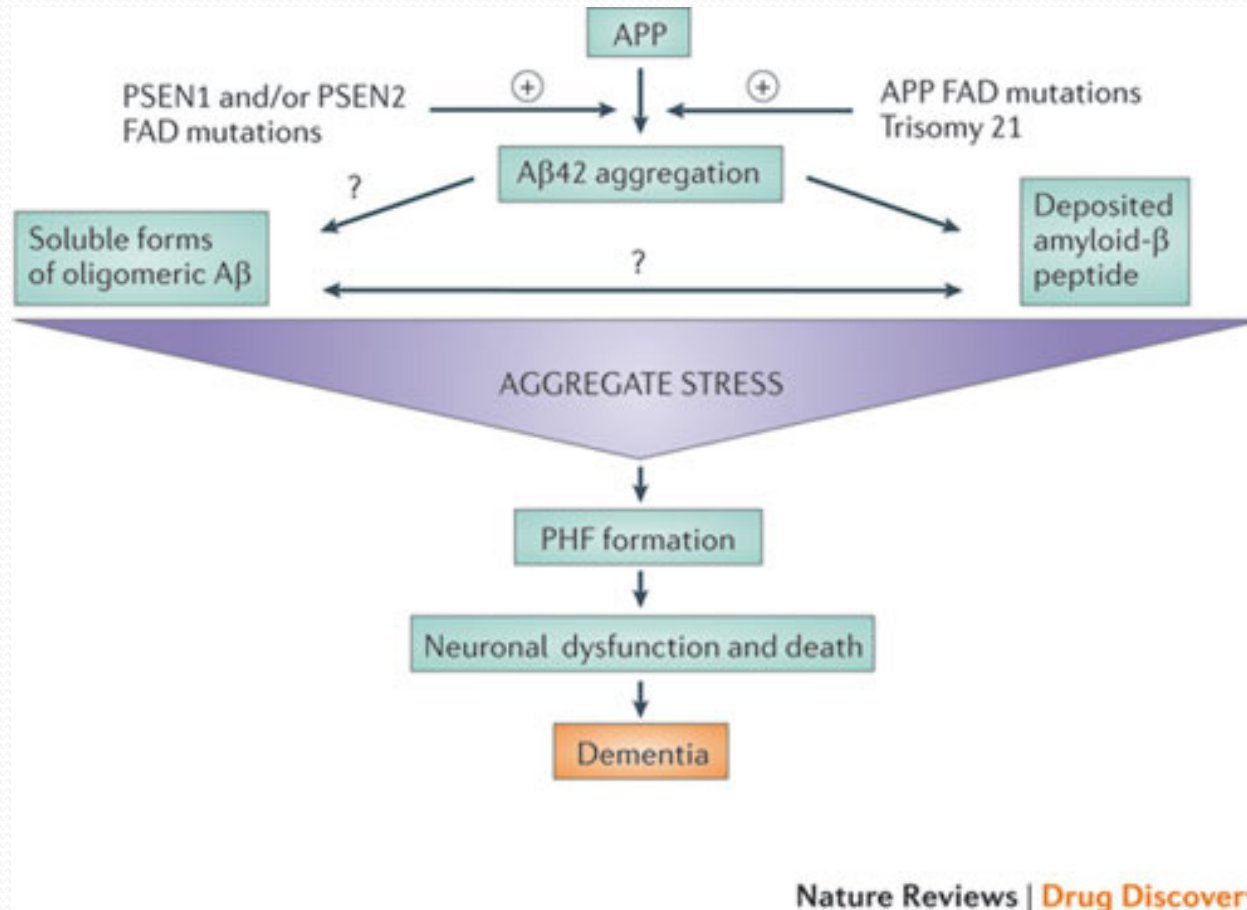 APP
PSEN1 and/or PSEN2
FAD mutations
+
+
APP FAD mutations
Trisomy 21
Aβ42 aggregation
?
Soluble forms
of oligomeric Aβ
?
Deposited
amyloid-β
peptide
AGGREGATE STRESS
PHF formation
Neuronal dysfunction and death
Dementia
Nature Reviews | Drug Discovery